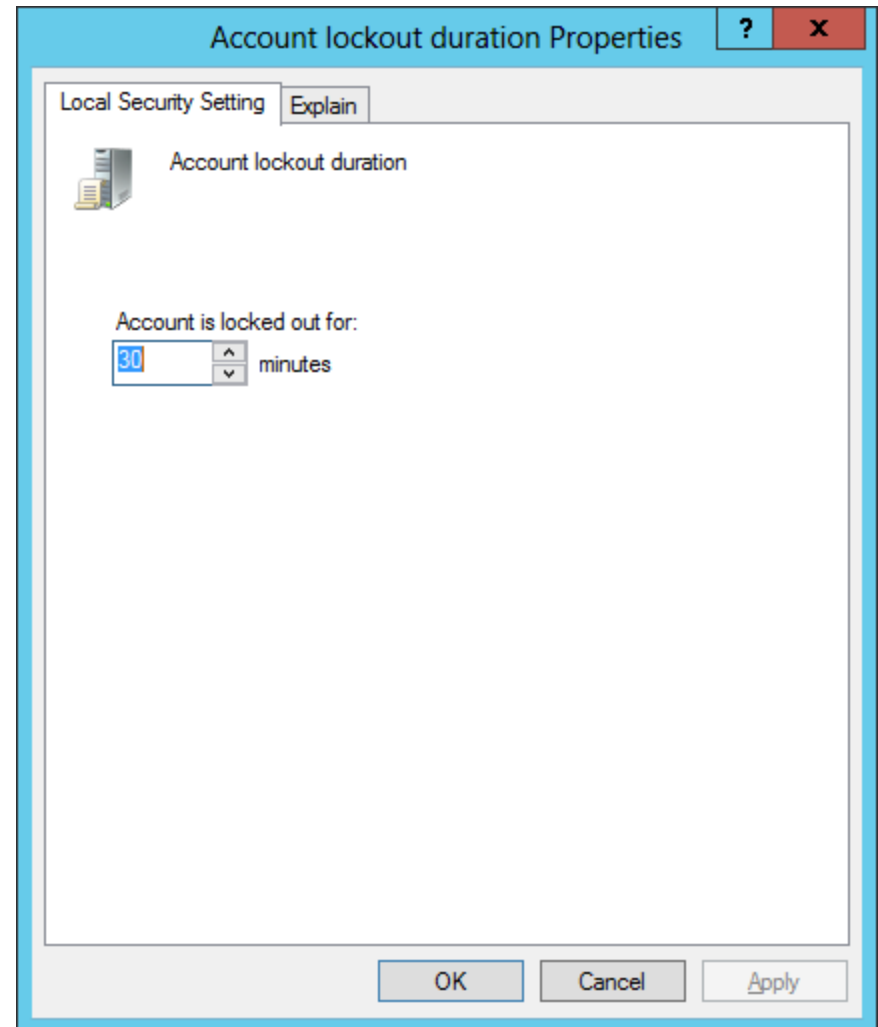 Account lockout duration Properties ? x
Local Security Setting Explain
Account lockout duration
Account is locked out for:
30 minutes
OK Cancel Apply